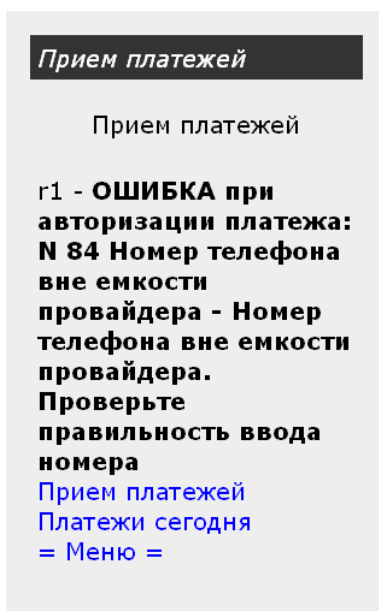 Прием платежей
Прием платежей
r1 - ОШИБКА при
авторизации платежа:
N 84 Номер телефона
вне емкости
провайдера - Номер
телефона вне емкости
провайдера.
Проверьте
правильность ввода
номера
Прием платежей
Платежи сегодня
= Меню =